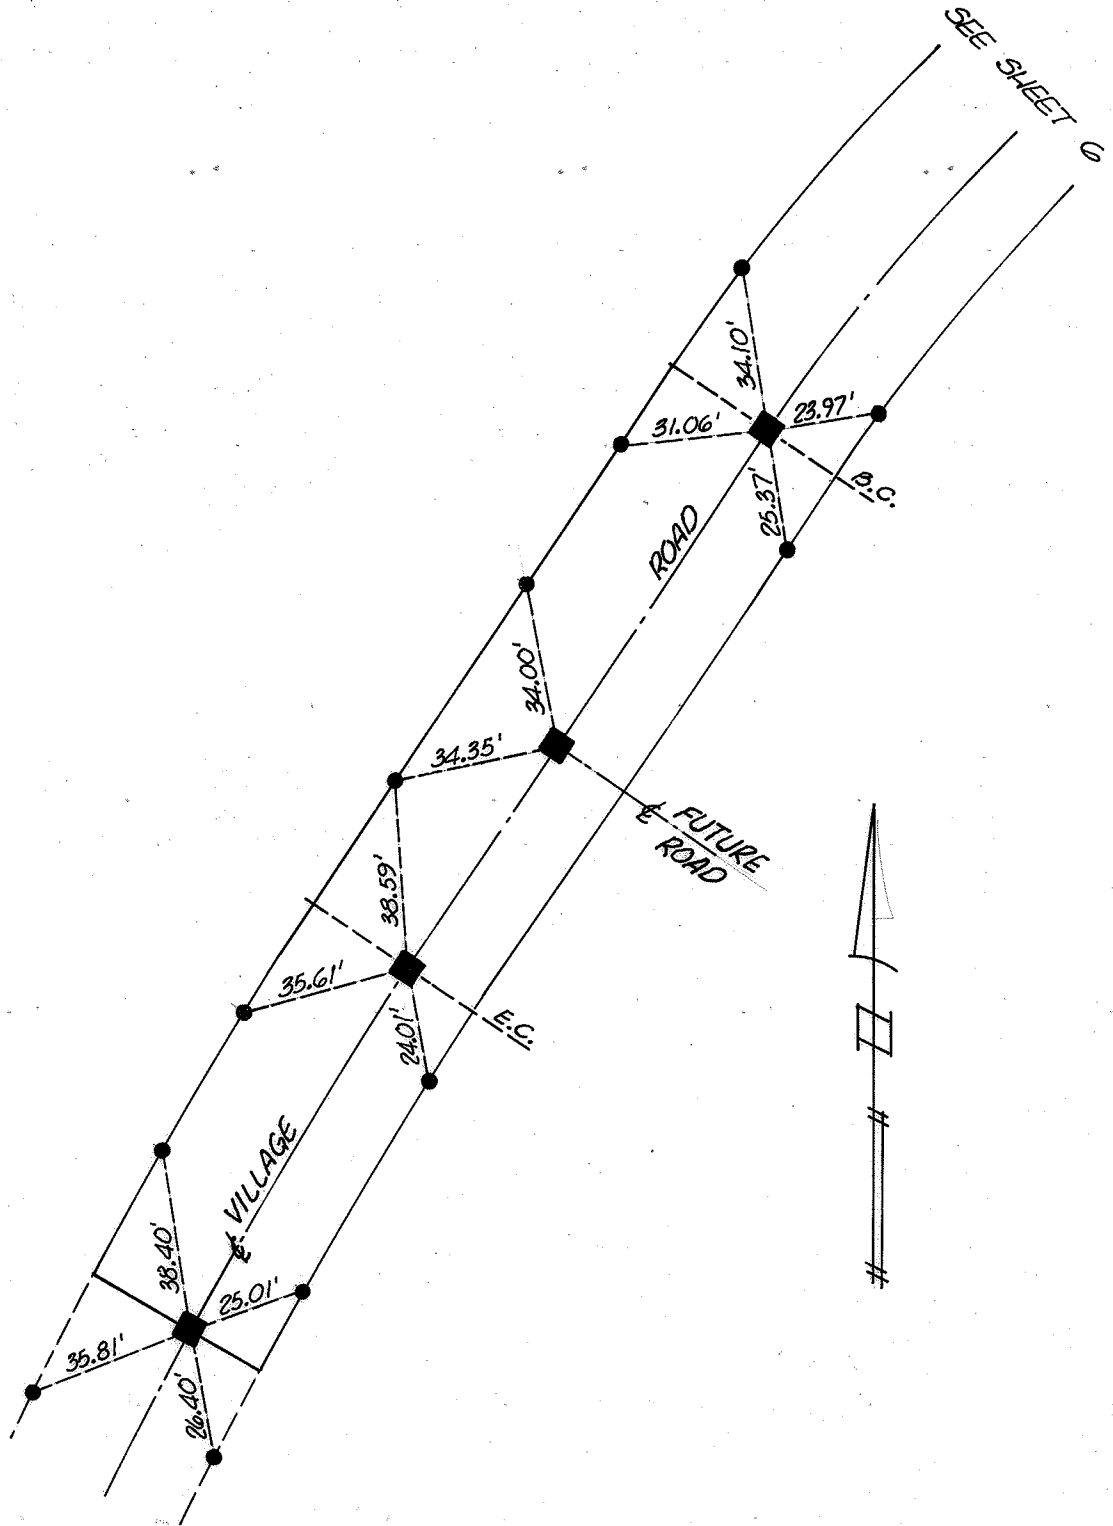 SEE SHEET 6
34.10'
31.06'
23.97'
B.C.
25.37'
ROAD
34.00'
34.35'
℄ FUTURE
ROAD
38.59'
35.61'
E.C.
24.01'
℄ VILLAGE
38.40'
25.01'
35.81'
26.40'